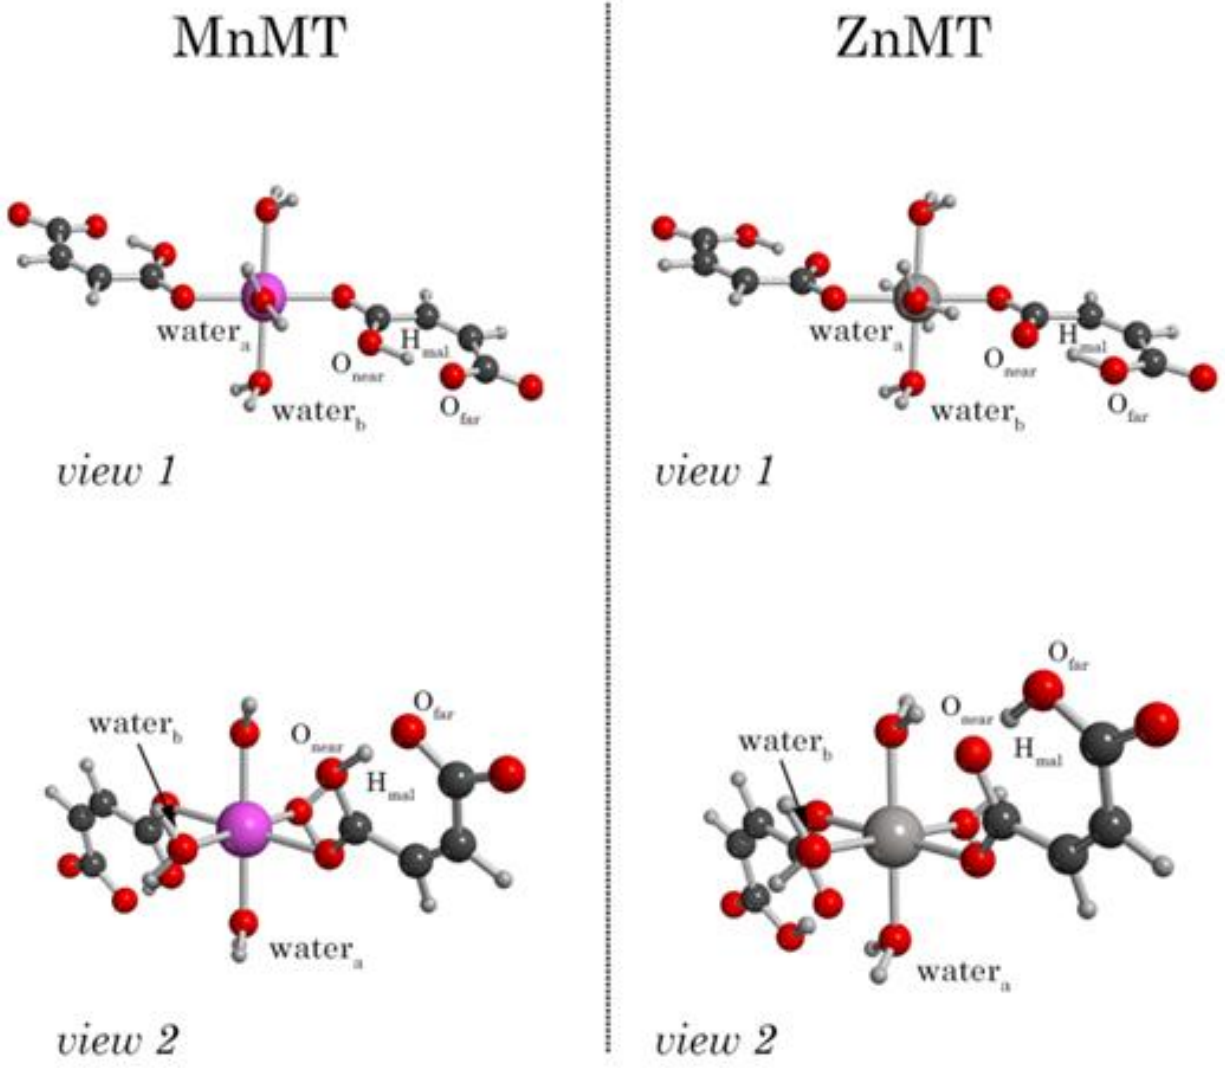 MnMT
ZnMT
water_a
H_mal
O_near
water_b
O_far
view 1
water_a
H_mal
O_near
water_b
O_far
view 1
O_far
water_b
O_near
H_mal
water_a
view 2
O_far
O_near
water_b
H_mal
water_a
view 2